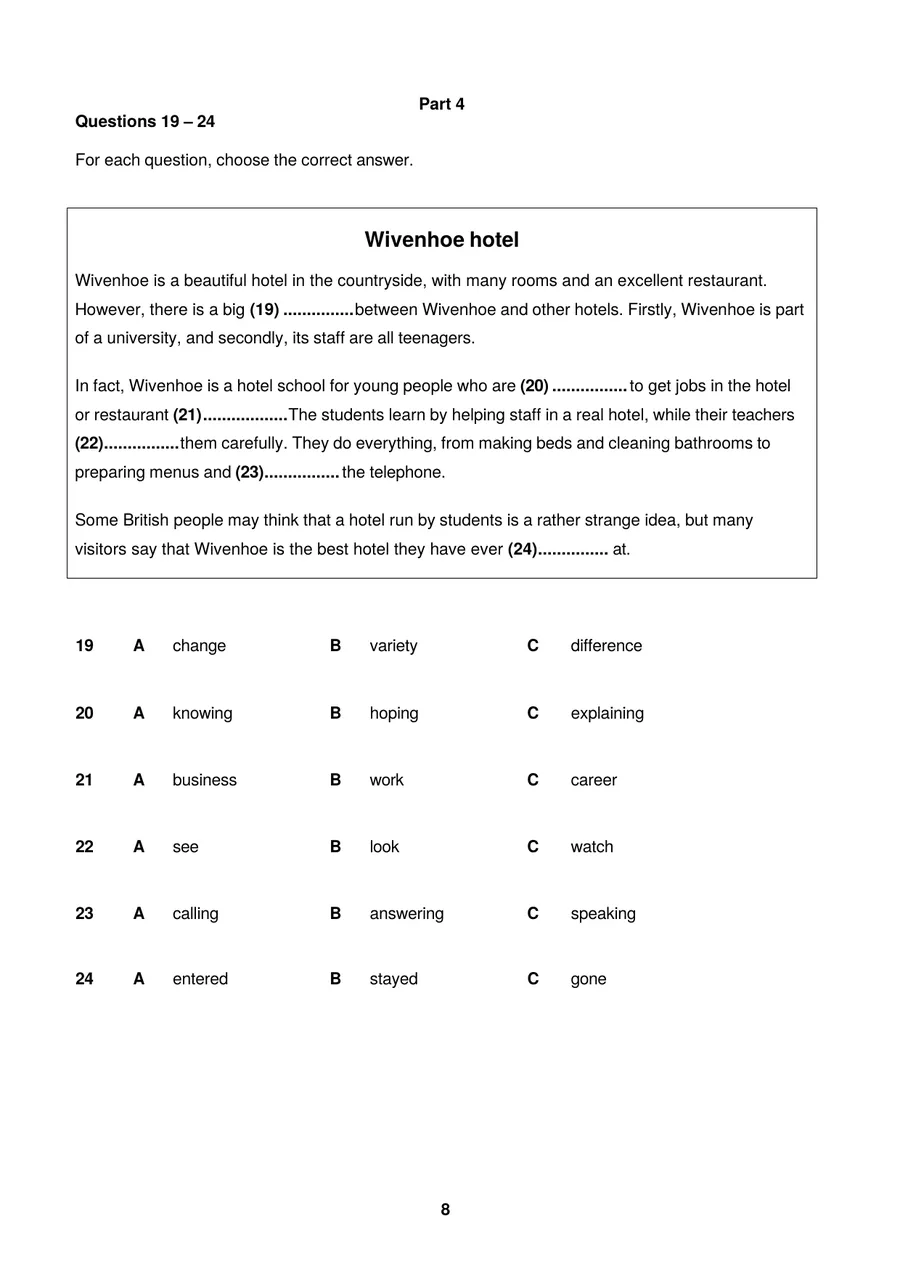 Part 4
Questions 19 – 24
For each question, choose the correct answer.
Wivenhoe hotel
Wivenhoe is a beautiful hotel in the countryside, with many rooms and an excellent restaurant.
However, there is a big (19) ...............between Wivenhoe and other hotels. Firstly, Wivenhoe is part
of a university, and secondly, its staff are all teenagers.
In fact, Wivenhoe is a hotel school for young people who are (20) ................ to get jobs in the hotel
or restaurant (21)..................The students learn by helping staff in a real hotel, while their teachers
(22)................them carefully. They do everything, from making beds and cleaning bathrooms to
preparing menus and (23)................ the telephone.
Some British people may think that a hotel run by students is a rather strange idea, but many
visitors say that Wivenhoe is the best hotel they have ever (24)............... at.
19 A change B variety C difference
20 A knowing B hoping C explaining
21 A business B work C career
22 A see B look C watch
23 A calling B answering C speaking
24 A entered B stayed C gone
8